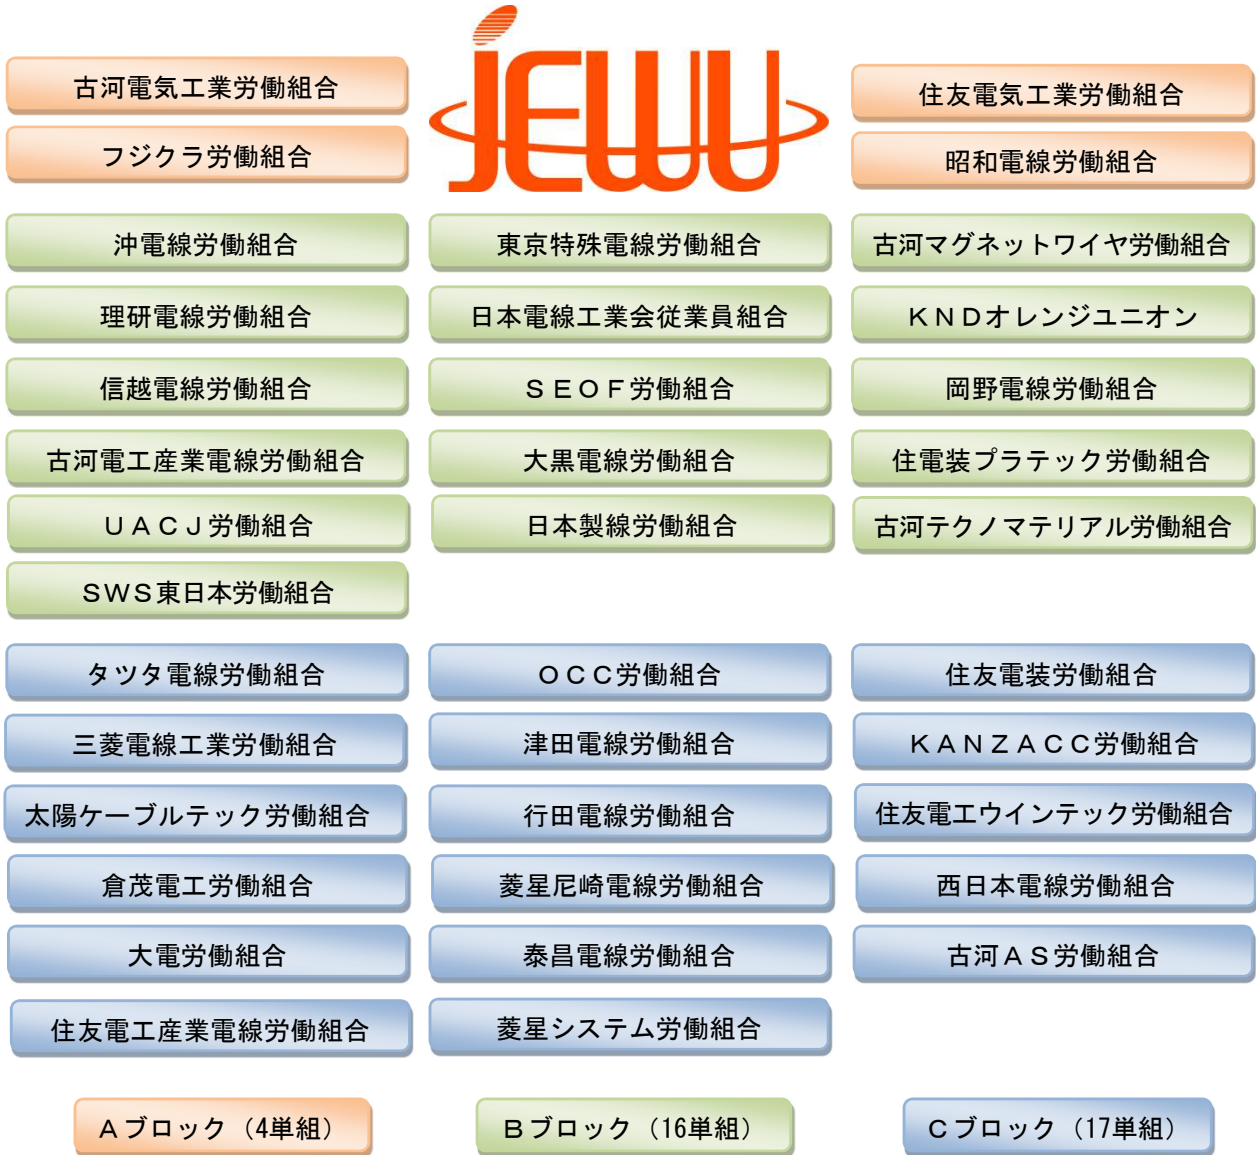 JEWU
古河電気工業労働組合
住友電気工業労働組合
フジクラ労働組合
昭和電線労働組合
沖電線労働組合
東京特殊電線労働組合
古河マグネットワイヤ労働組合
理研電線労働組合
日本電線工業会従業員組合
ＫＮＤオレンジユニオン
信越電線労働組合
ＳＥＯＦ労働組合
岡野電線労働組合
古河電工産業電線労働組合
大黒電線労働組合
住電装プラテック労働組合
ＵＡＣＪ労働組合
日本製線労働組合
古河テクノマテリアル労働組合
ＳＷＳ東日本労働組合
タツタ電線労働組合
ＯＣＣ労働組合
住友電装労働組合
三菱電線工業労働組合
津田電線労働組合
ＫＡＮＺＡＣＣ労働組合
太陽ケーブルテック労働組合
行田電線労働組合
住友電工ウインテック労働組合
倉茂電工労働組合
菱星尼崎電線労働組合
西日本電線労働組合
大電労働組合
泰昌電線労働組合
古河ＡＳ労働組合
住友電工産業電線労働組合
菱星システム労働組合
Ａブロック（4単組）
Ｂブロック（16単組）
Ｃブロック（17単組）